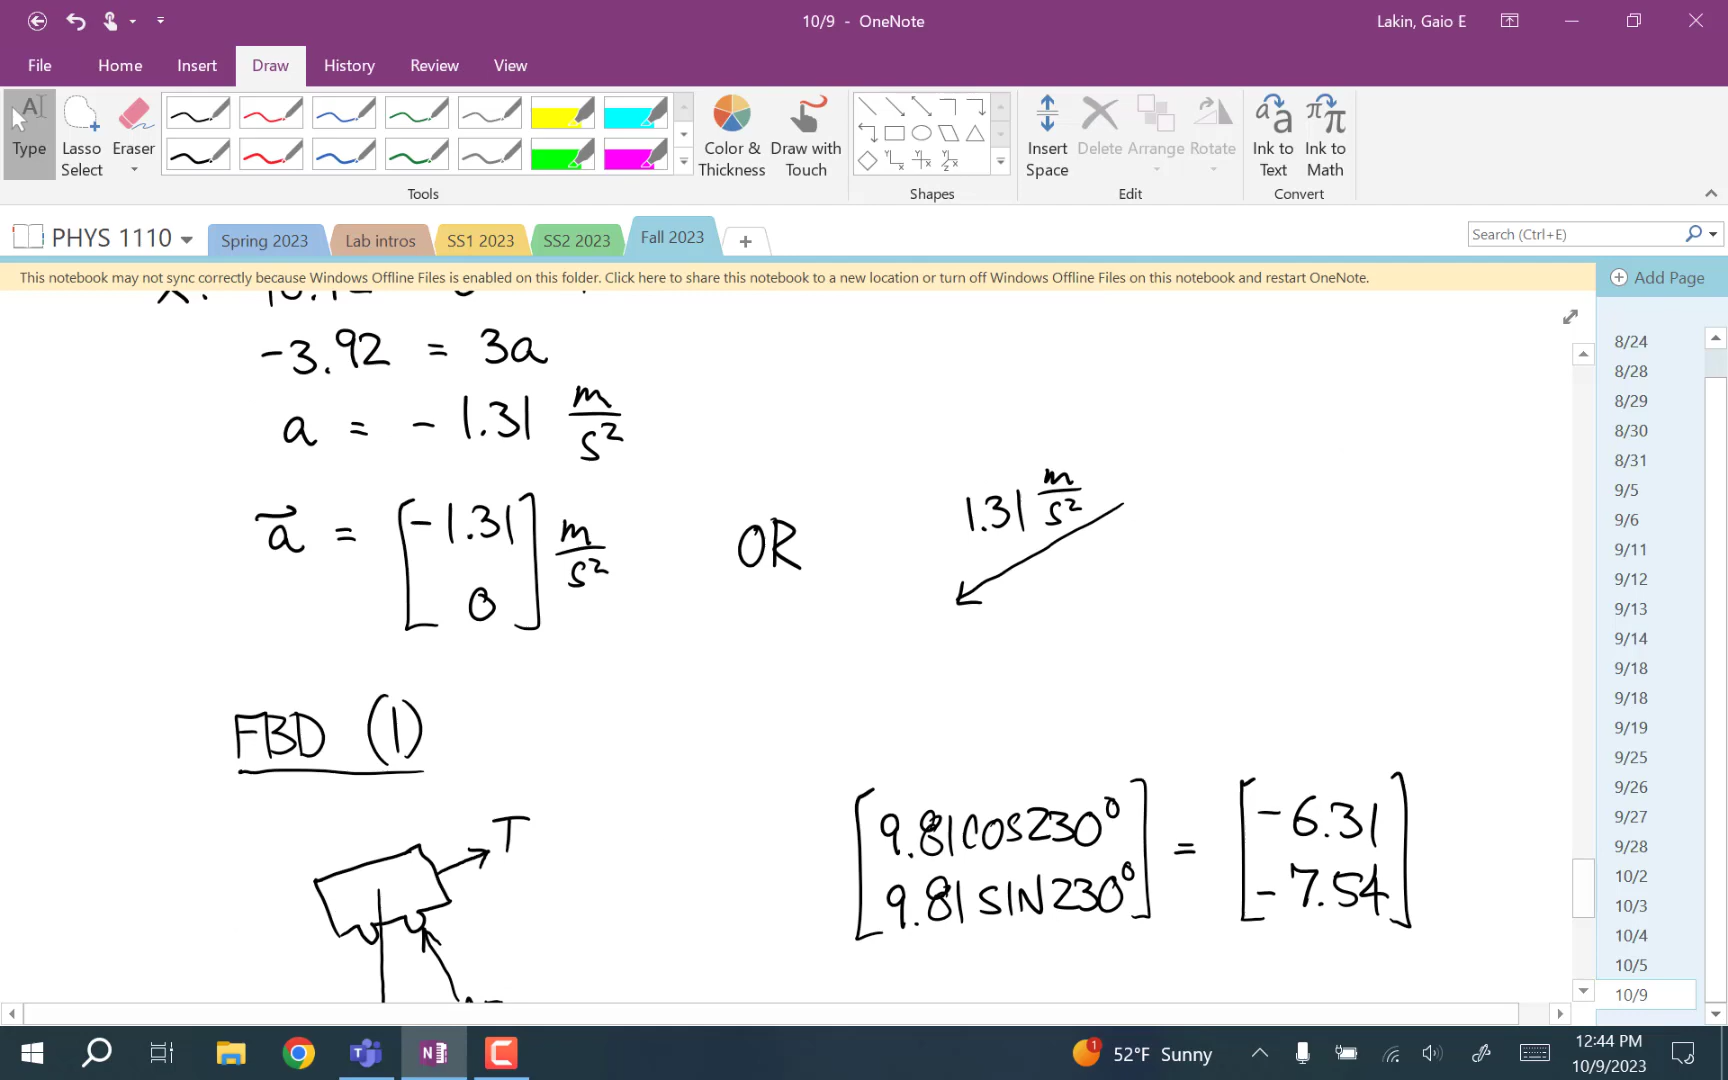 10/9 - OneNote
Lakin, Gaio E
File Home Insert Draw History Review View
Type
Lasso Select
Eraser
Color & Thickness
Draw with Touch
Insert Space
Delete
Arrange
Rotate
Ink to Text
Ink to Math
Tools
Shapes
Edit
Convert
PHYS 1110
Spring 2023
Lab intros
SS1 2023
SS2 2023
Fall 2023
Search (Ctrl+E)
This notebook may not sync correctly because Windows Offline Files is enabled on this folder. Click here to share this notebook to a new location or turn off Windows Offline Files on this notebook and restart OneNote.
Add Page
-3.92 = 3a
a = -1.31 m/s²
a⃗ = [-1.31 0] m/s² OR 1.31 m/s²
FBD (1)
T
[9.81cos230° 9.81SIN230°] = [-6.31 -7.54]
8/24
8/28
8/29
8/30
8/31
9/5
9/6
9/11
9/12
9/13
9/14
9/18
9/18
9/19
9/25
9/26
9/27
9/28
10/2
10/3
10/4
10/5
10/9
52°F Sunny
12:44 PM
10/9/2023